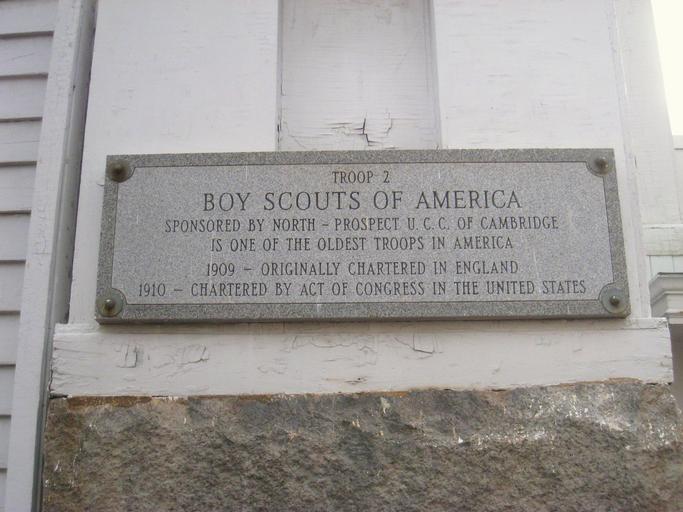 TROOP 2
BOY SCOUTS OF AMERICA
SPONSORED BY NORTH - PROSPECT U. C. C. OF CAMBRIDGE
IS ONE OF THE OLDEST TROOPS IN AMERICA
1909 - ORIGINALLY CHARTERED IN ENGLAND
1910 - CHARTERED BY ACT OF CONGRESS IN THE UNITED STATES